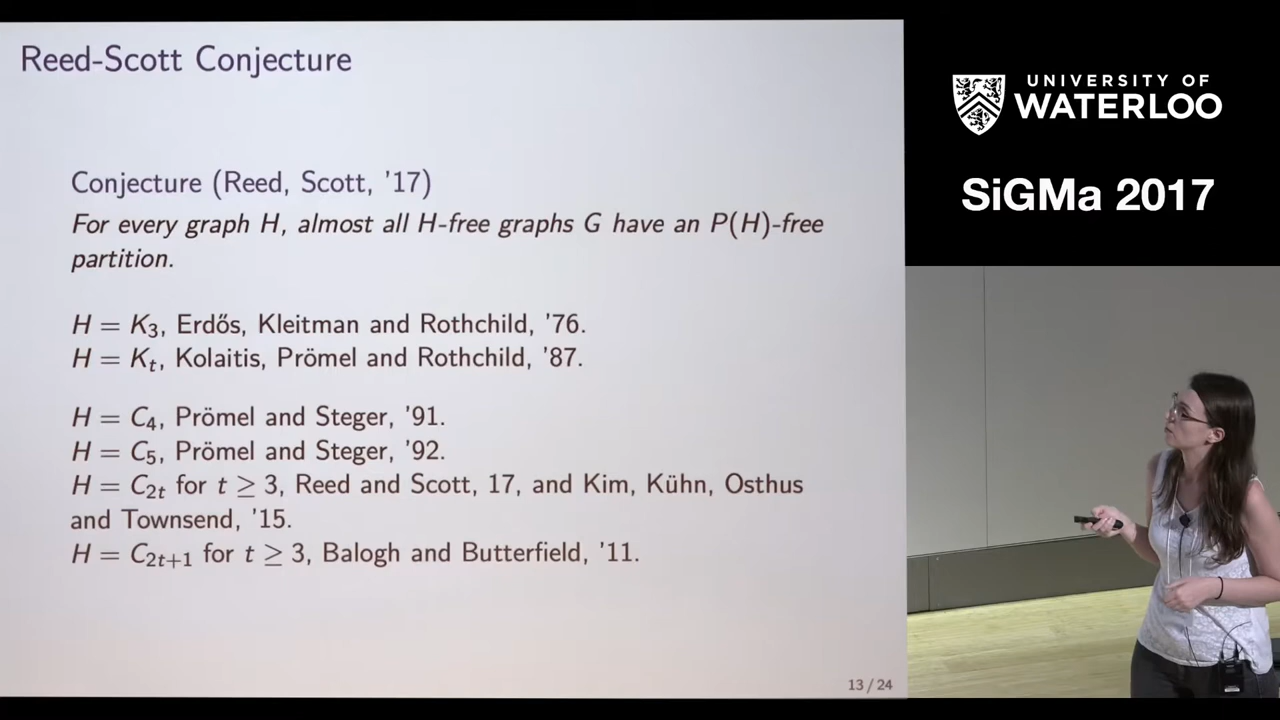 Reed-Scott Conjecture
Conjecture (Reed, Scott, '17)
For every graph H, almost all H-free graphs G have an P(H)-free
partition.
H = K₃, Erdős, Kleitman and Rothchild, '76.
H = Kₜ, Kolaitis, Prömel and Rothchild, '87.
H = C₄, Prömel and Steger, '91.
H = C₅, Prömel and Steger, '92.
H = C₂ₜ for t ≥ 3, Reed and Scott, 17, and Kim, Kühn, Osthus
and Townsend, '15.
H = C₂ₜ₊₁ for t ≥ 3, Balogh and Butterfield, '11.
13 / 24
UNIVERSITY OF
WATERLOO
SiGMa 2017